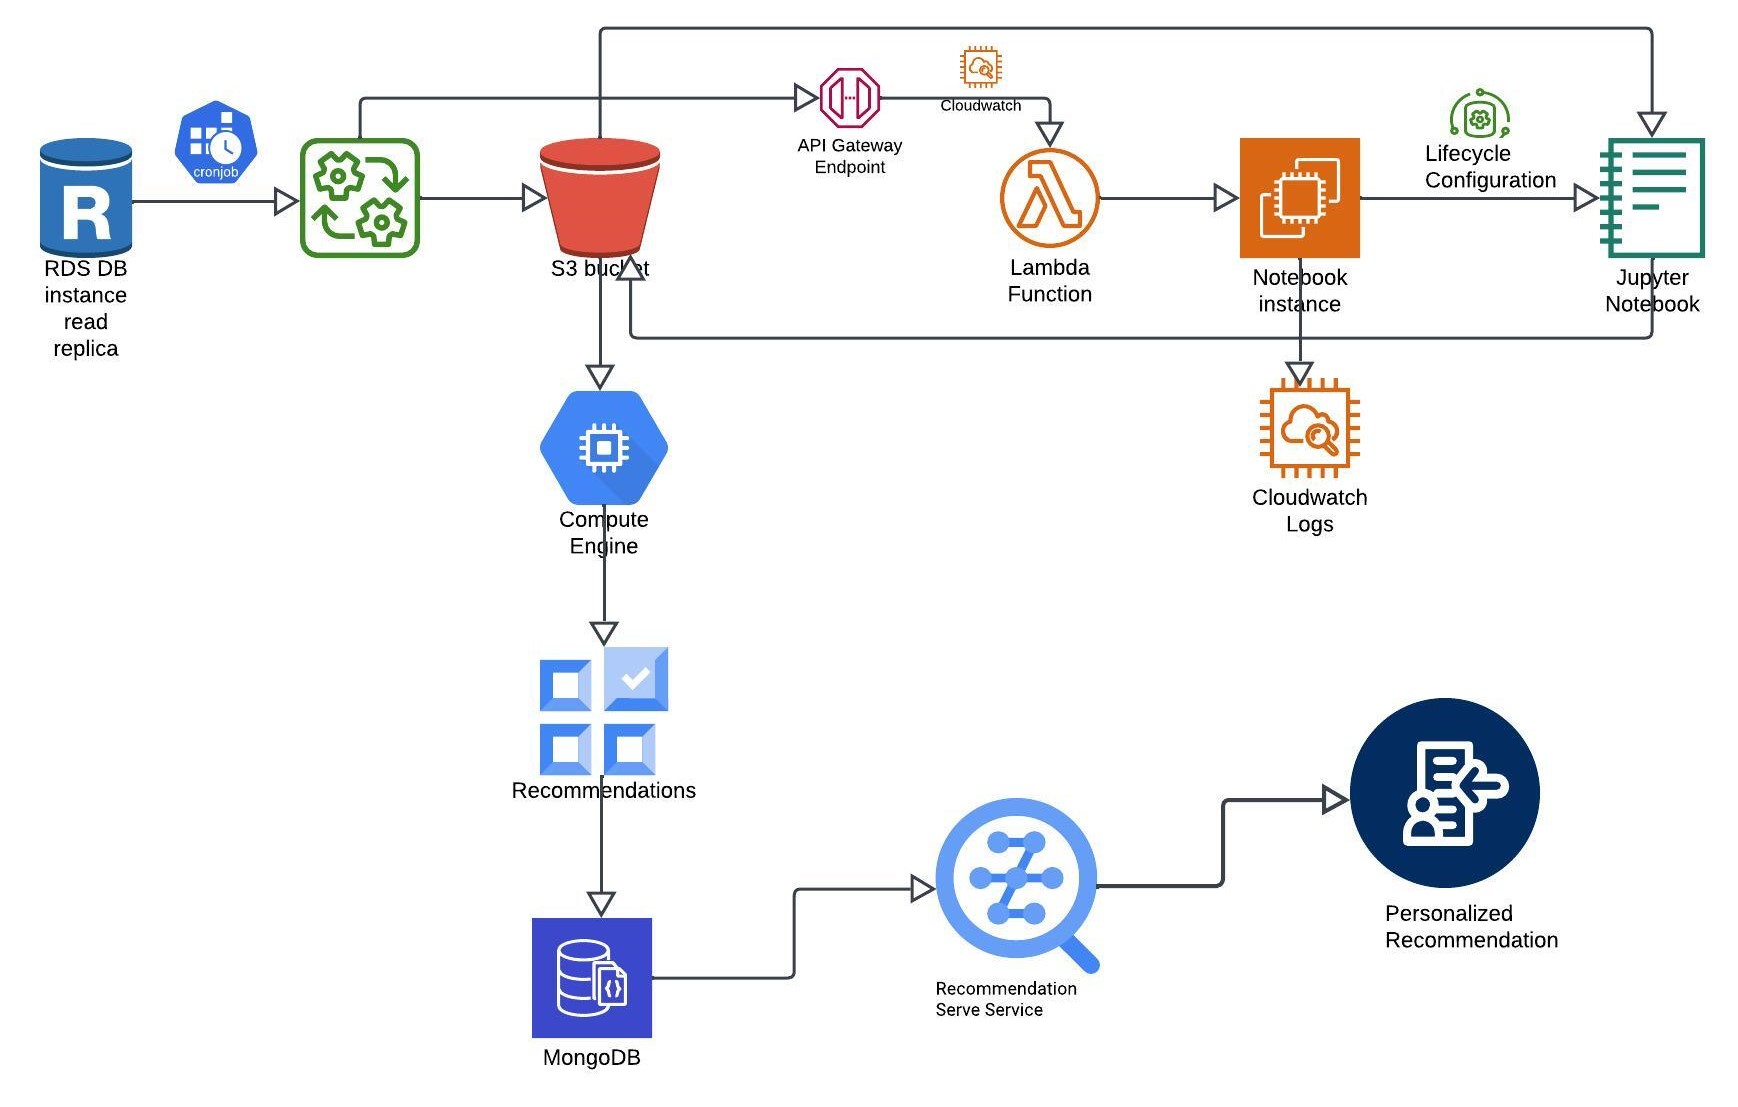 Cloudwatch
API Gateway
Endpoint
cronjob
Lifecycle
Configuration
R
RDS DB
instance
read
replica
S3 bucket
Lambda
Function
Notebook
instance
Jupyter
Notebook
Cloudwatch
Logs
Compute
Engine
Recommendations
Personalized
Recommendation
Recommendation
Serve Service
MongoDB